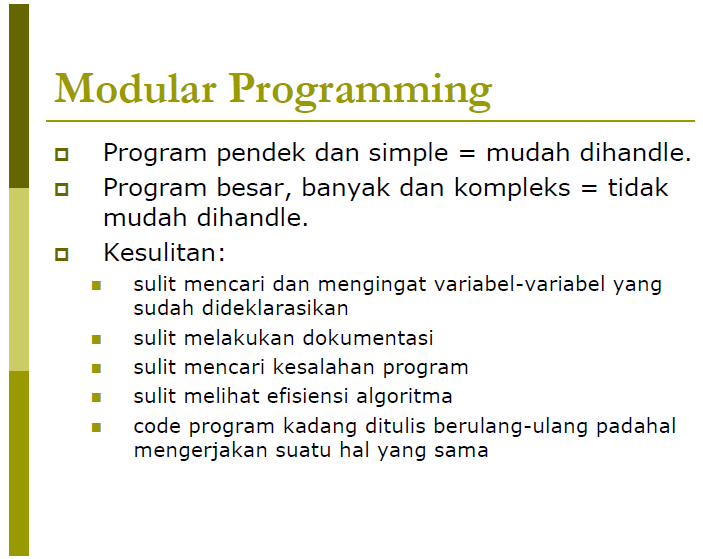 Modular Programming
Program pendek dan simple = mudah dihandle.
Program besar, banyak dan kompleks = tidak
mudah dihandle.
Kesulitan:
sulit mencari dan mengingat variabel-variabel yang
sudah dideklarasikan
sulit melakukan dokumentasi
sulit mencari kesalahan program
sulit melihat efisiensi algoritma
code program kadang ditulis berulang-ulang padahal
mengerjakan suatu hal yang sama